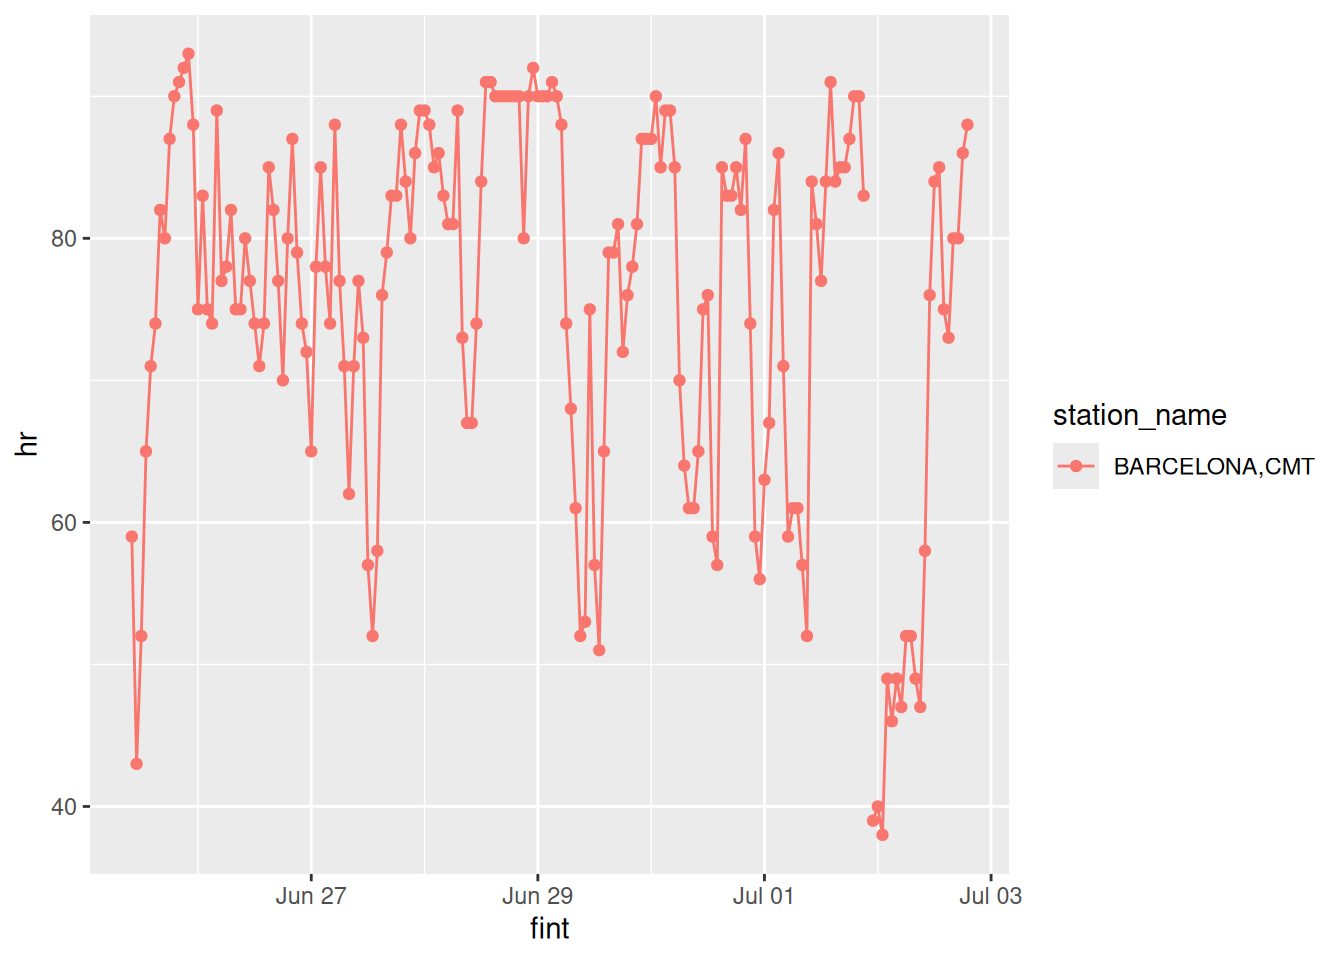 80
60
40
hr
Jun 27
Jun 29
Jul 01
Jul 03
fint
station_name
BARCELONA,CMT